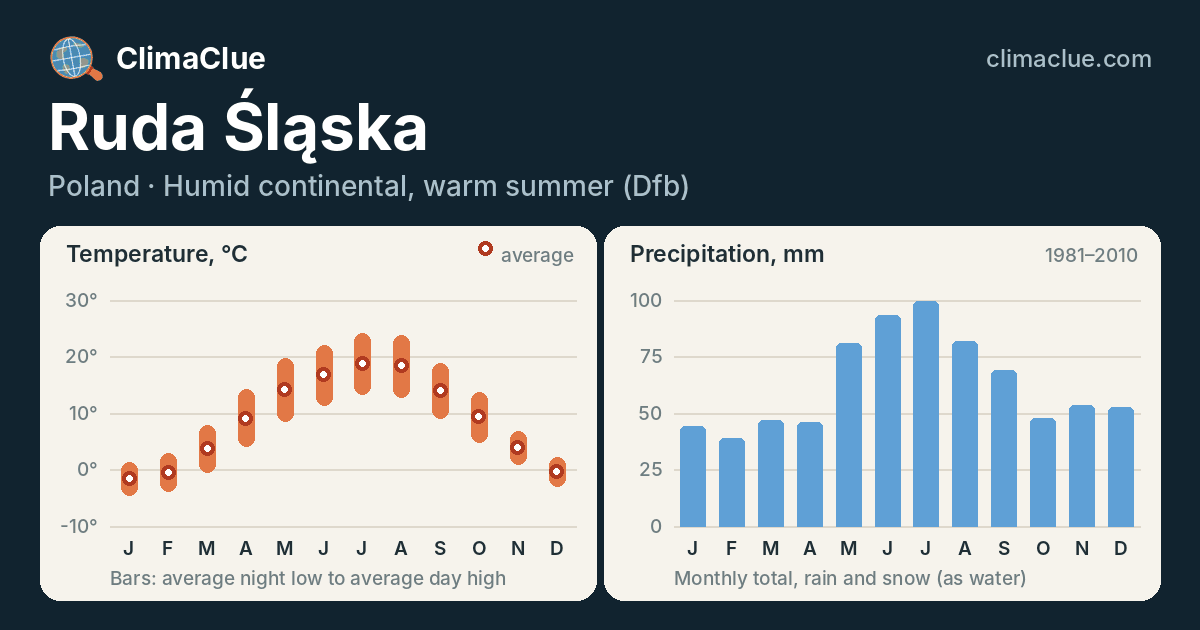 ClimaClue
climaclue.com
Ruda Śląska
Poland · Humid continental, warm summer (Dfb)
Temperature, °C
average
30°
20°
10°
0°
-10°
J F M A M J J A S O N D
Bars: average night low to average day high
Precipitation, mm
1981–2010
100
75
50
25
0
J F M A M J J A S O N D
Monthly total, rain and snow (as water)